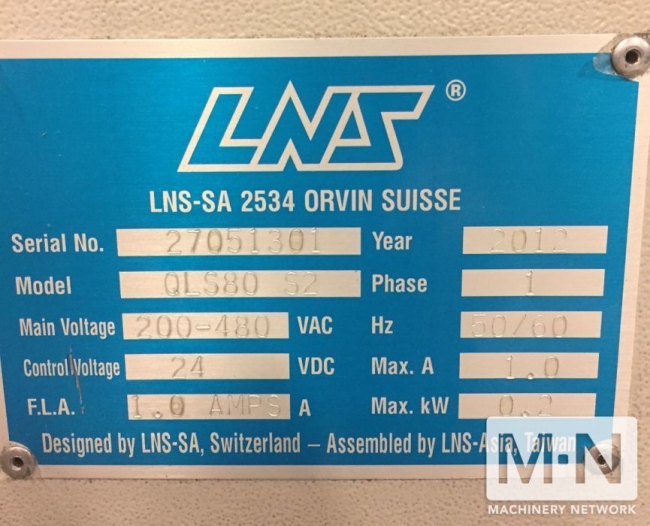 LNS®
LNS-SA 2534 ORVIN SUISSE
Serial No. 27051301 Year 2012
Model QLS80 S2 Phase 1
Main Voltage 200-480 VAC Hz 50/60
Control Voltage 24 VDC Max. A 1.0
F.L.A. 1.0 AMPS A Max. kW 0.2
Designed by LNS-SA, Switzerland – Assembled by LNS-Asia, Taiwan
M·N
MACHINERY NETWORK